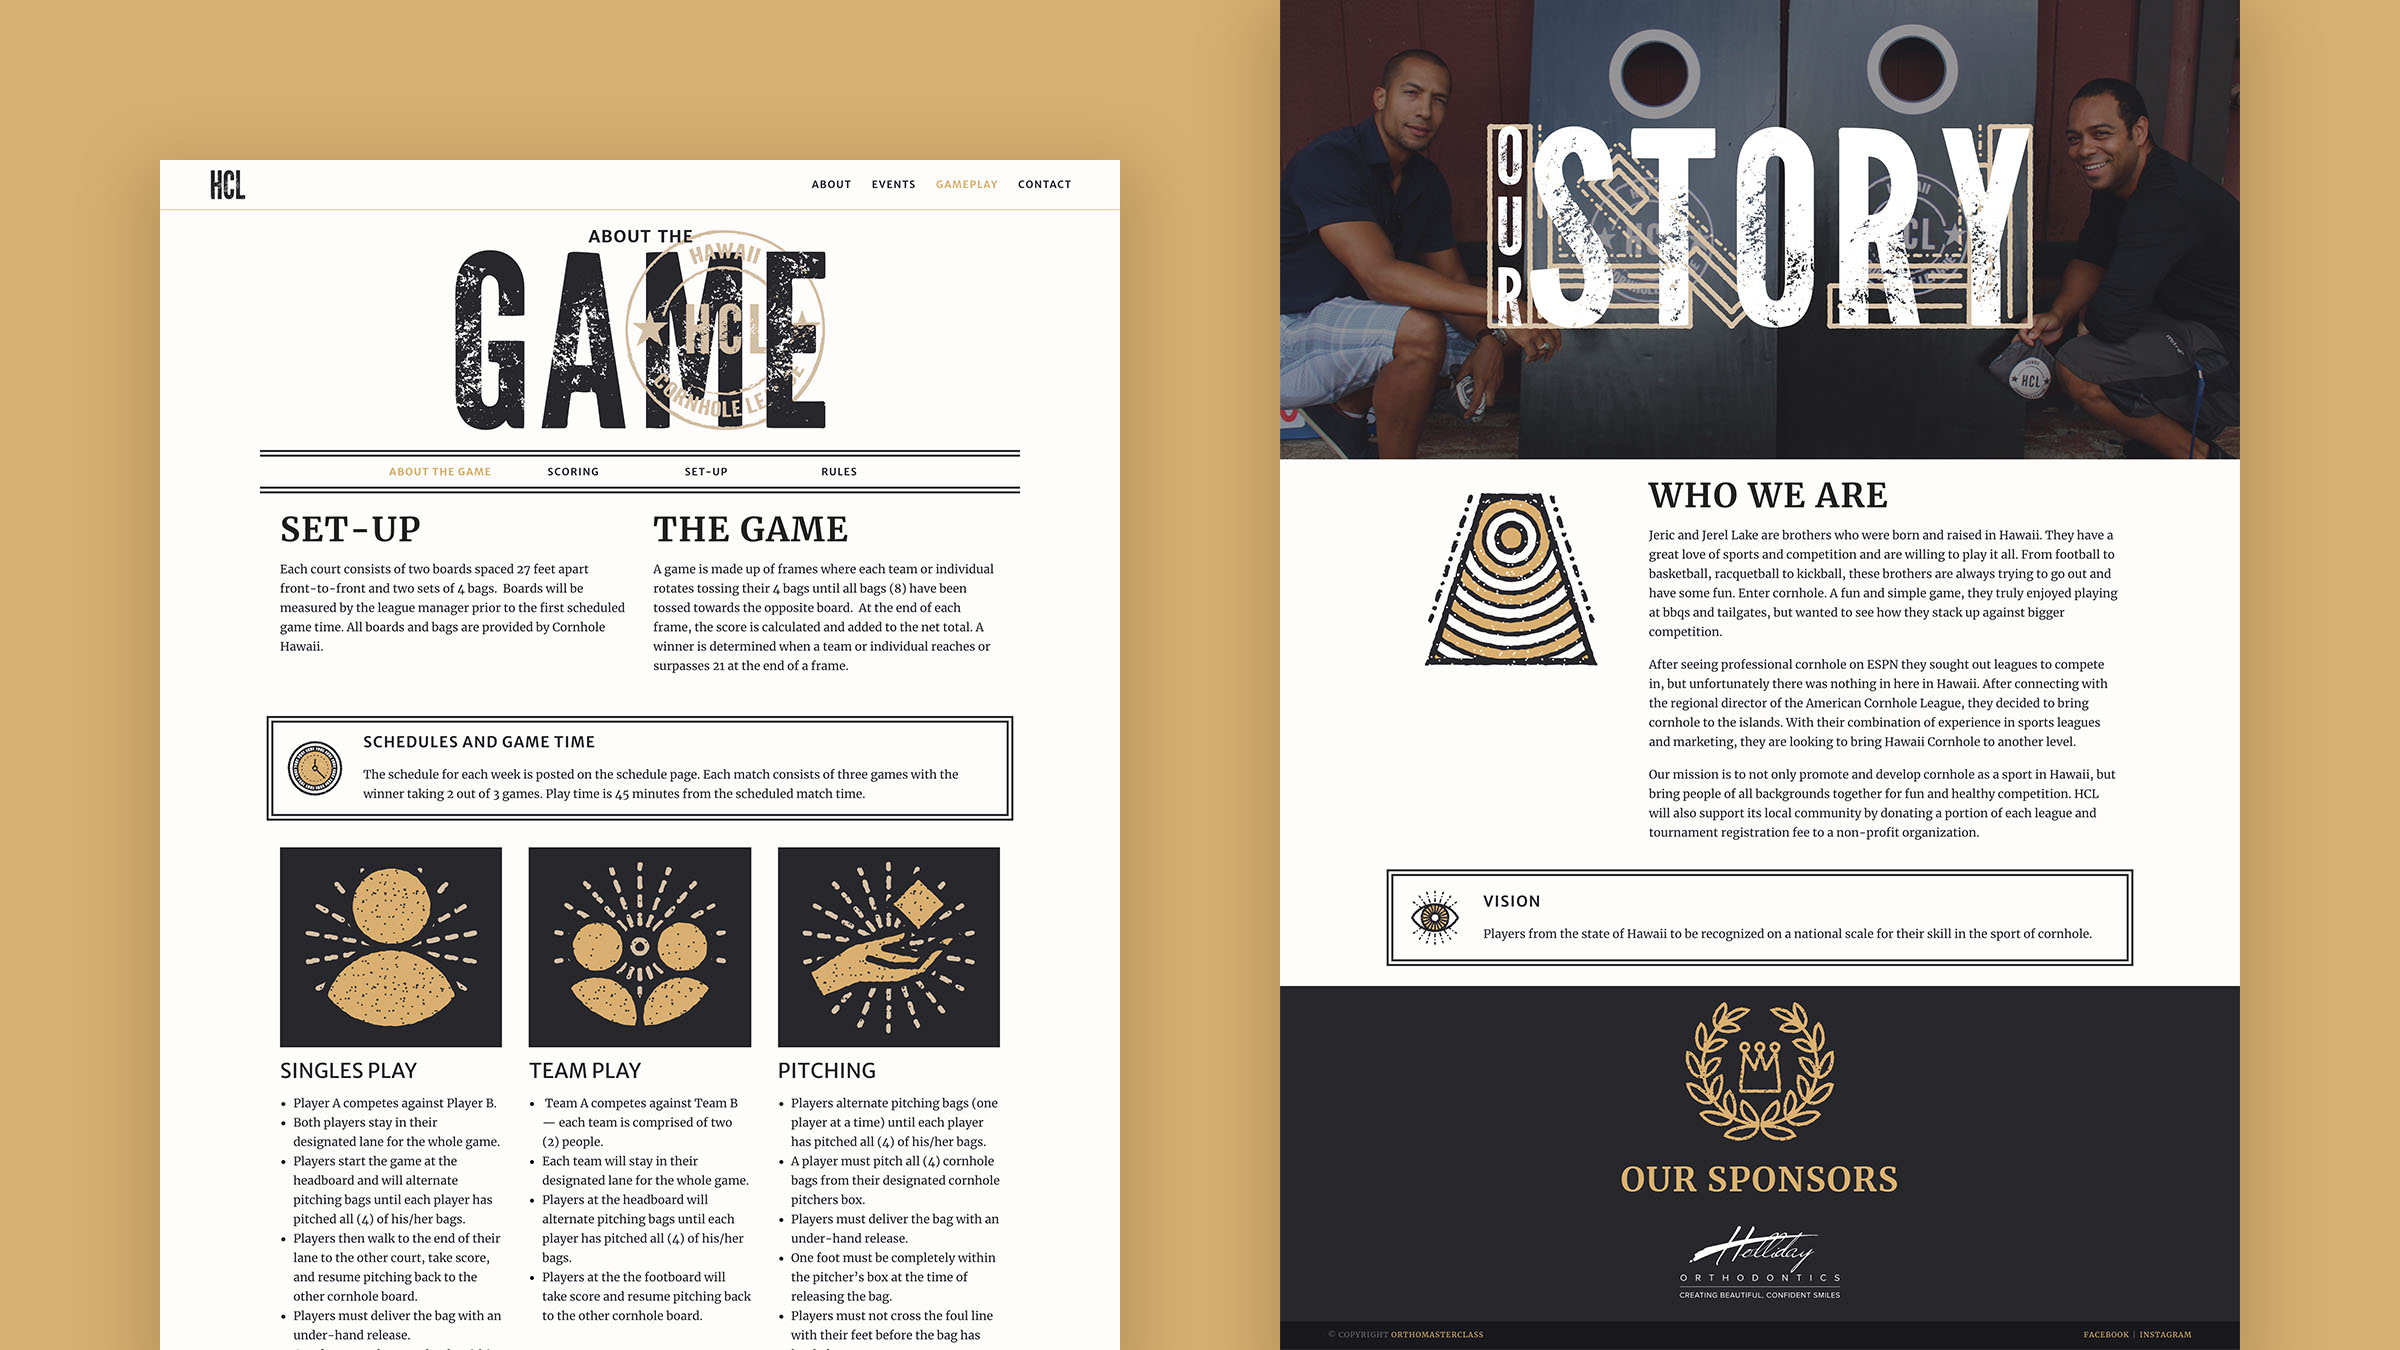 HCL
ABOUT EVENTS GAMEPLAY CONTACT
ABOUT THE
GAME
HAWAII
HCL
CORNHOLE LE
ABOUT THE GAME SCORING SET-UP RULES
SET-UP
Each court consists of two boards spaced 27 feet apart
front-to-front and two sets of 4 bags. Boards will be
measured by the league manager prior to the first scheduled
game time. All boards and bags are provided by Cornhole
Hawaii.
THE GAME
A game is made up of frames where each team or individual
rotates tossing their 4 bags until all bags (8) have been
tossed towards the opposite board. At the end of each
frame, the score is calculated and added to the net total. A
winner is determined when a team or individual reaches or
surpasses 21 at the end of a frame.
SCHEDULES AND GAME TIME
The schedule for each week is posted on the schedule page. Each match consists of three games with the
winner taking 2 out of 3 games. Play time is 45 minutes from the scheduled match time.
SINGLES PLAY
• Player A competes against Player B.
• Both players stay in their
designated lane for the whole game.
• Players start the game at the
headboard and will alternate
pitching bags until each player has
pitched all (4) of his/her bags.
• Players then walk to the end of their
lane to the other court, take score,
and resume pitching back to the
other cornhole board.
• Players must deliver the bag with an
under-hand release.
TEAM PLAY
• Team A competes against Team B
— each team is comprised of two
(2) people.
• Each team will stay in their
designated lane for the whole game.
• Players at the headboard will
alternate pitching bags until each
player has pitched all (4) of his/her
bags.
• Players at the the footboard will
take score and resume pitching back
to the other cornhole board.
PITCHING
• Players alternate pitching bags (one
player at a time) until each player
has pitched all (4) of his/her bags.
• A player must pitch all (4) cornhole
bags from their designated cornhole
pitchers box.
• Players must deliver the bag with an
under-hand release.
• One foot must be completely within
the pitcher's box at the time of
releasing the bag.
• Players must not cross the foul line
with their feet before the bag has
OUR
STORY
HCL
WHO WE ARE
Jeric and Jerel Lake are brothers who were born and raised in Hawaii. They have a
great love of sports and competition and are willing to play it all. From football to
basketball, racquetball to kickball, these brothers are always trying to go out and
have some fun. Enter cornhole. A fun and simple game, they truly enjoyed playing
at bbqs and tailgates, but wanted to see how they stack up against bigger
competition.
After seeing professional cornhole on ESPN they sought out leagues to compete
in, but unfortunately there was nothing in here in Hawaii. After connecting with
the regional director of the American Cornhole League, they decided to bring
cornhole to the islands. With their combination of experience in sports leagues
and marketing, they are looking to bring Hawaii Cornhole to another level.
Our mission is to not only promote and develop cornhole as a sport in Hawaii, but
bring people of all backgrounds together for fun and healthy competition. HCL
will also support its local community by donating a portion of each league and
tournament registration fee to a non-profit organization.
VISION
Players from the state of Hawaii to be recognized on a national scale for their skill in the sport of cornhole.
OUR SPONSORS
Holliday
ORTHODONTICS
CREATING BEAUTIFUL, CONFIDENT SMILES
© COPYRIGHT ORTHOMASTERCLASS
FACEBOOK | INSTAGRAM